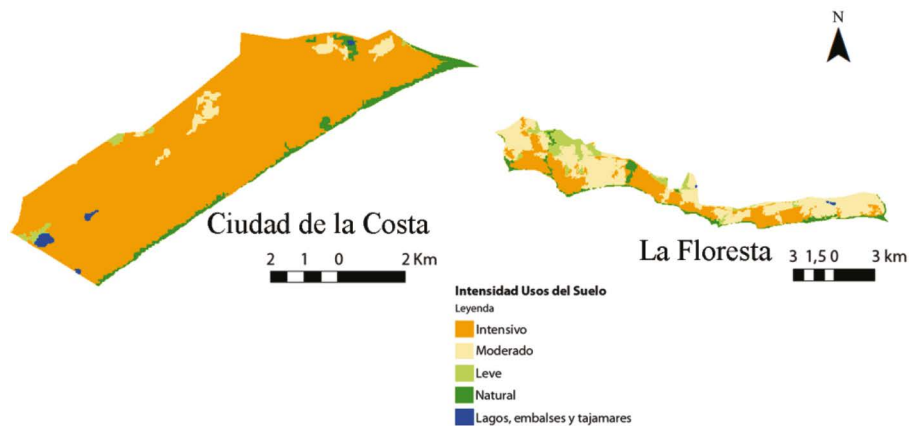 N
Ciudad de la Costa
2 1 0 2 Km
La Floresta
3 1,5 0 3 km
Intensidad Usos del Suelo
Leyenda
Intensivo
Moderado
Leve
Natural
Lagos, embalses y tajamares